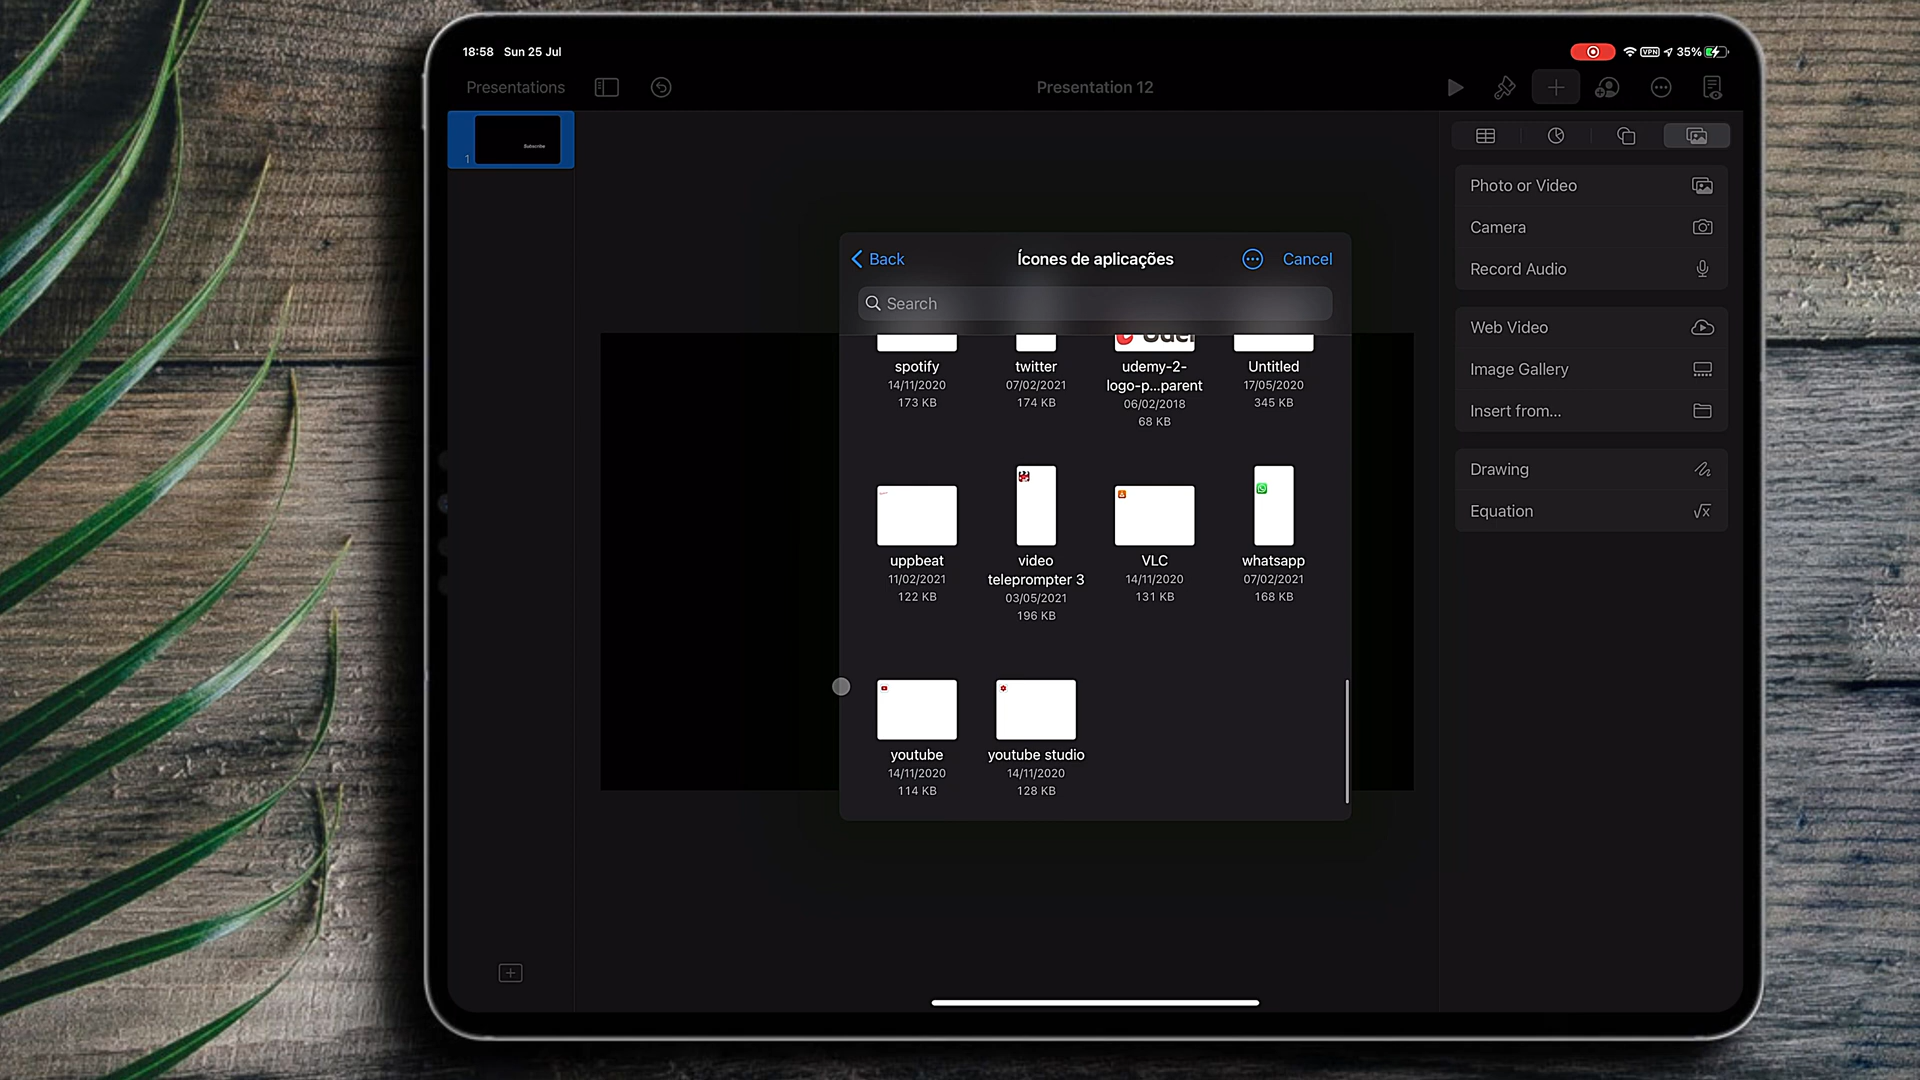 18:58 Sun 25 Jul
VPN 35%
Presentations
Presentation 12
1
Subscribe
Back
Ícones de aplicações
Cancel
Search
spotify
14/11/2020
173 KB
twitter
07/02/2021
174 KB
udemy-2-
logo-p...parent
06/02/2018
68 KB
Untitled
17/05/2020
345 KB
uppbeat
11/02/2021
122 KB
video
teleprompter 3
03/05/2021
196 KB
VLC
14/11/2020
131 KB
whatsapp
07/02/2021
168 KB
youtube
14/11/2020
114 KB
youtube studio
14/11/2020
128 KB
Photo or Video
Camera
Record Audio
Web Video
Image Gallery
Insert from...
Drawing
Equation